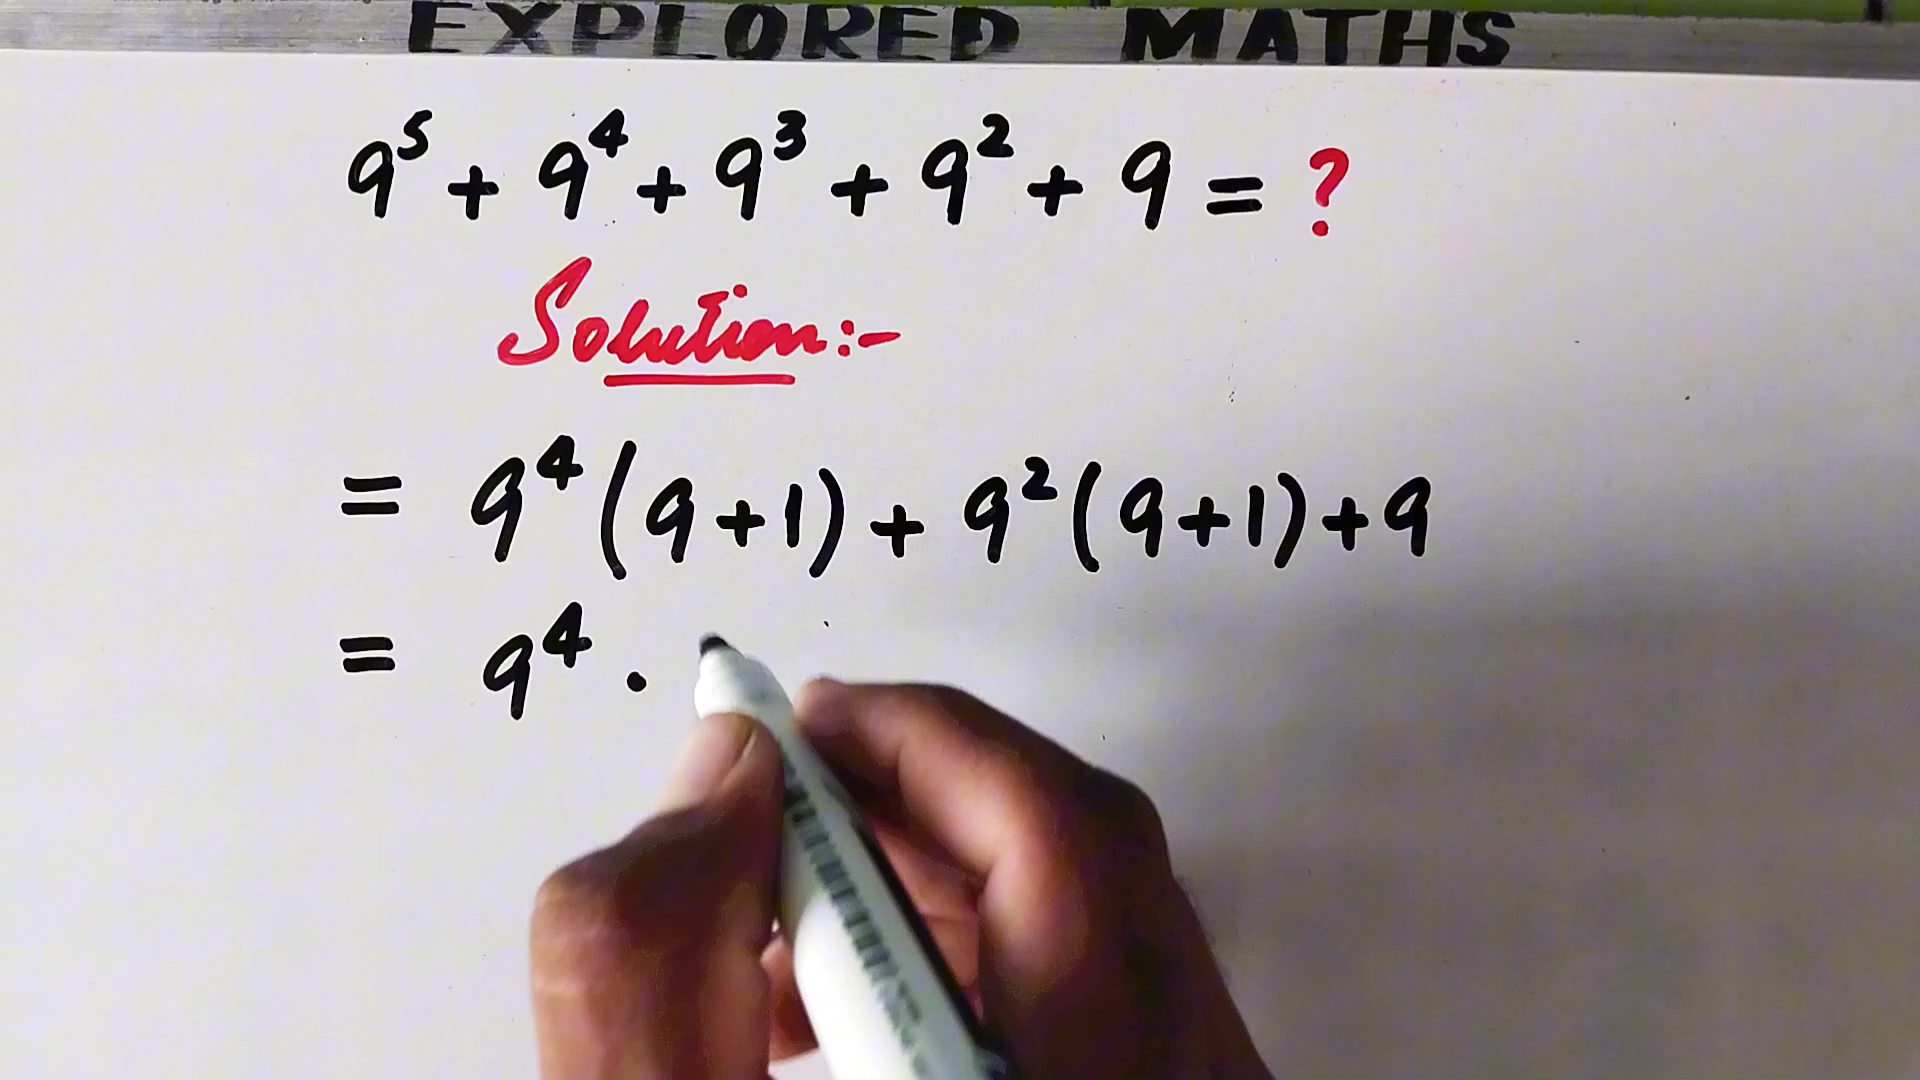 EXPLORED MATHS
9⁵ + 9⁴ + 9³ + 9² + 9 = ?
Solution:-
= 9⁴(9+1) + 9²(9+1)+9
= 9⁴ ·